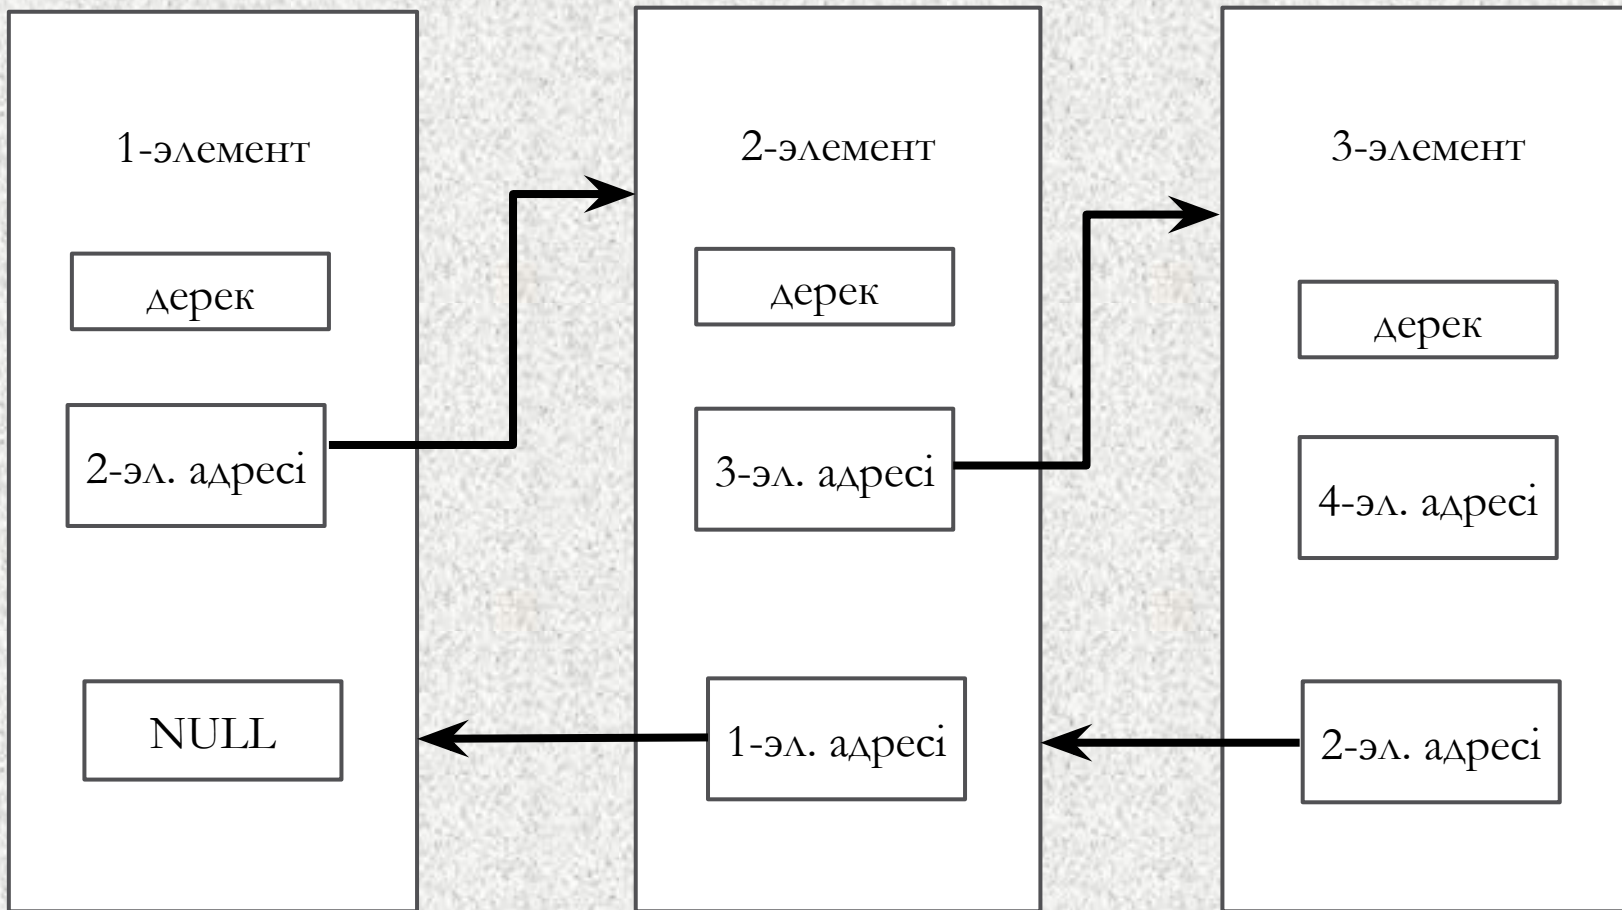 1-элемент
дерек
2-эл. адресі
NULL
2-элемент
дерек
3-эл. адресі
1-эл. адресі
3-элемент
дерек
4-эл. адресі
2-эл. адресі